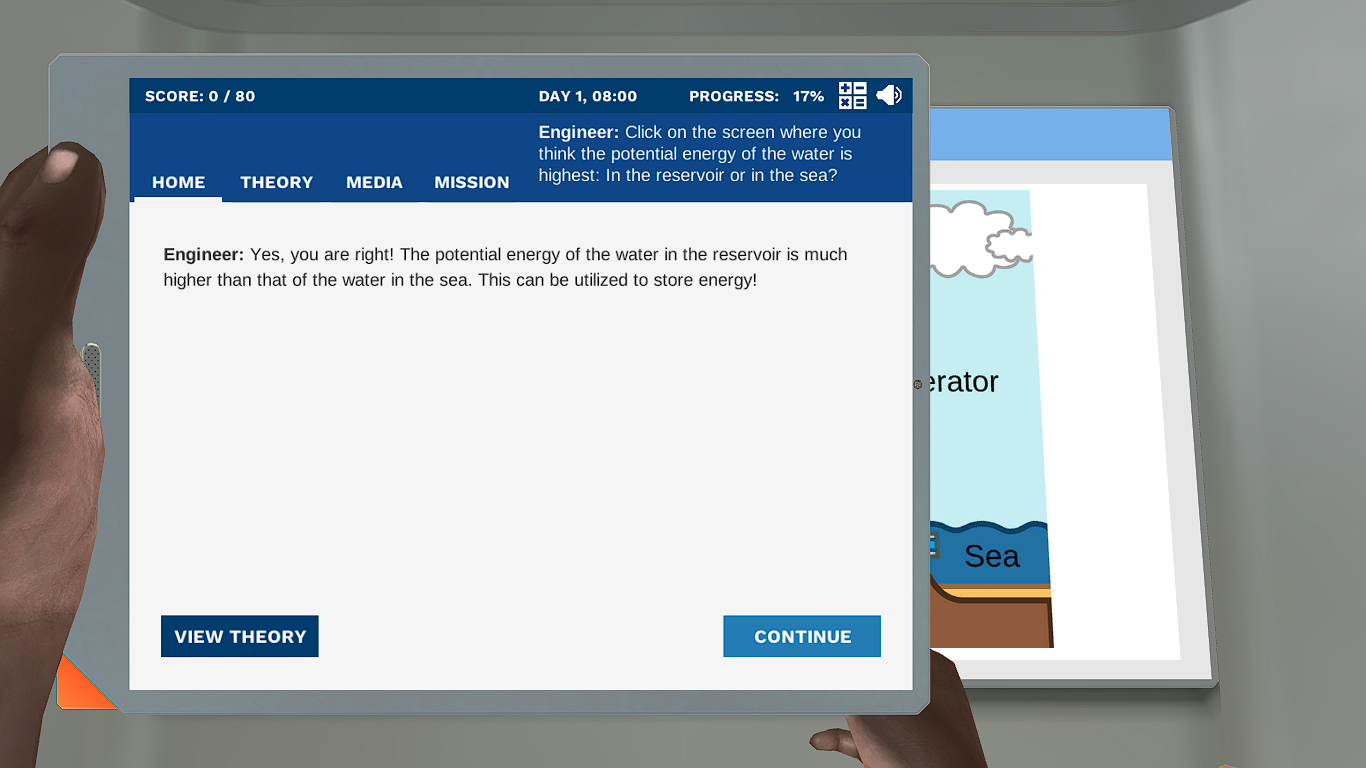 SCORE: 0 / 80 DAY 1, 08:00 PROGRESS: 17%
Engineer: Click on the screen where you
think the potential energy of the water is
highest: In the reservoir or in the sea?
HOME THEORY MEDIA MISSION
Engineer: Yes, you are right! The potential energy of the water in the reservoir is much
higher than that of the water in the sea. This can be utilized to store energy!
erator
Sea
VIEW THEORY CONTINUE